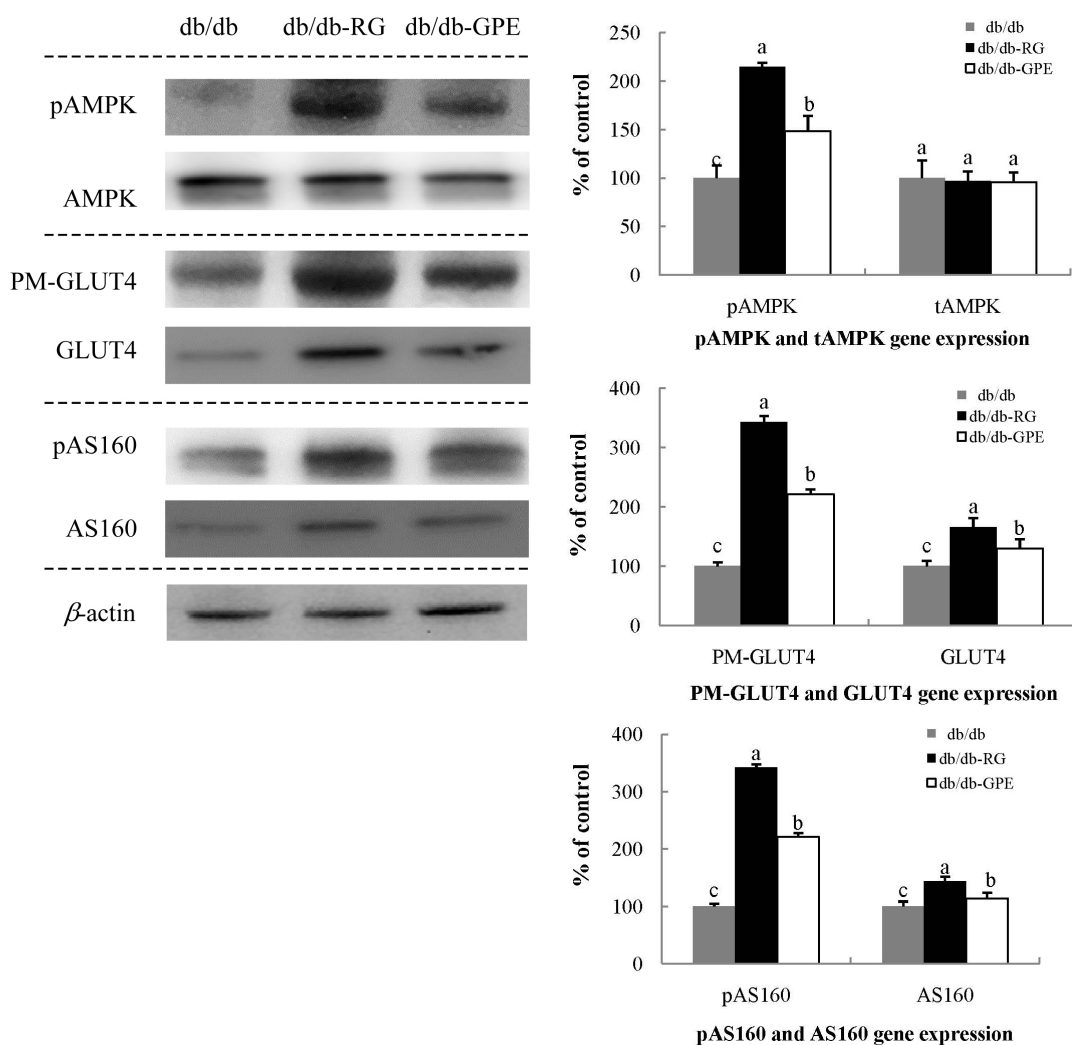 db/db db/db-RG db/db-GPE
pAMPK
AMPK
PM-GLUT4
GLUT4
pAS160
AS160
β-actin
250
200
150
100
50
0
% of control
db/db
db/db-RG
db/db-GPE
c a b a a a
pAMPK tAMPK
pAMPK and tAMPK gene expression
400
300
200
100
0
% of control
db/db
db/db-RG
db/db-GPE
c a b c a b
PM-GLUT4 GLUT4
PM-GLUT4 and GLUT4 gene expression
400
300
200
100
0
% of control
db/db
db/db-RG
db/db-GPE
c a b c a b
pAS160 AS160
pAS160 and AS160 gene expression